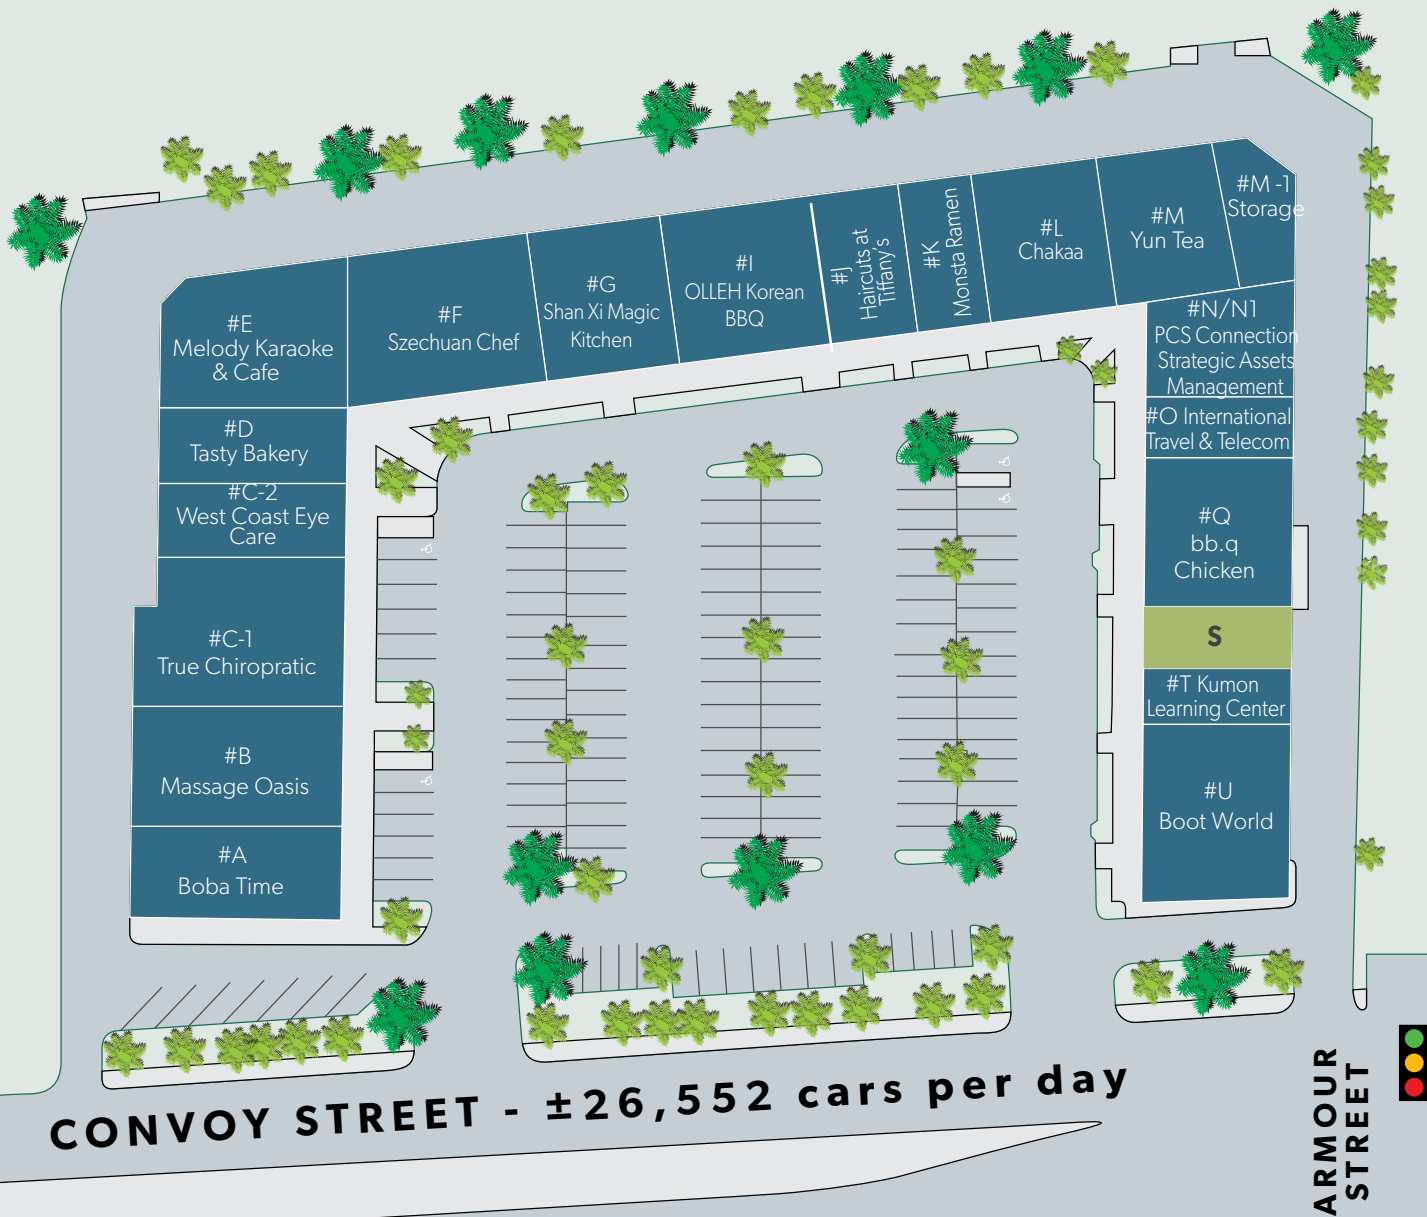 #M -1
Storage
#M
Yun Tea
#L
Chakaa
#K
Monsta Ramen
#J
Haircuts at
Tiffany's
#I
OLLEH Korean
BBQ
#G
Shan Xi Magic
Kitchen
#F
Szechuan Chef
#E
Melody Karaoke
& Cafe
#D
Tasty Bakery
#C-2
West Coast Eye
Care
#C-1
True Chiropratic
#B
Massage Oasis
#A
Boba Time
#N/N1
PCS Connection
Strategic Assets
Management
#O International
Travel & Telecom
#Q
bb.q
Chicken
S
#T Kumon
Learning Center
#U
Boot World
CONVOY STREET - ±26,552 cars per day
ARMOUR
STREET